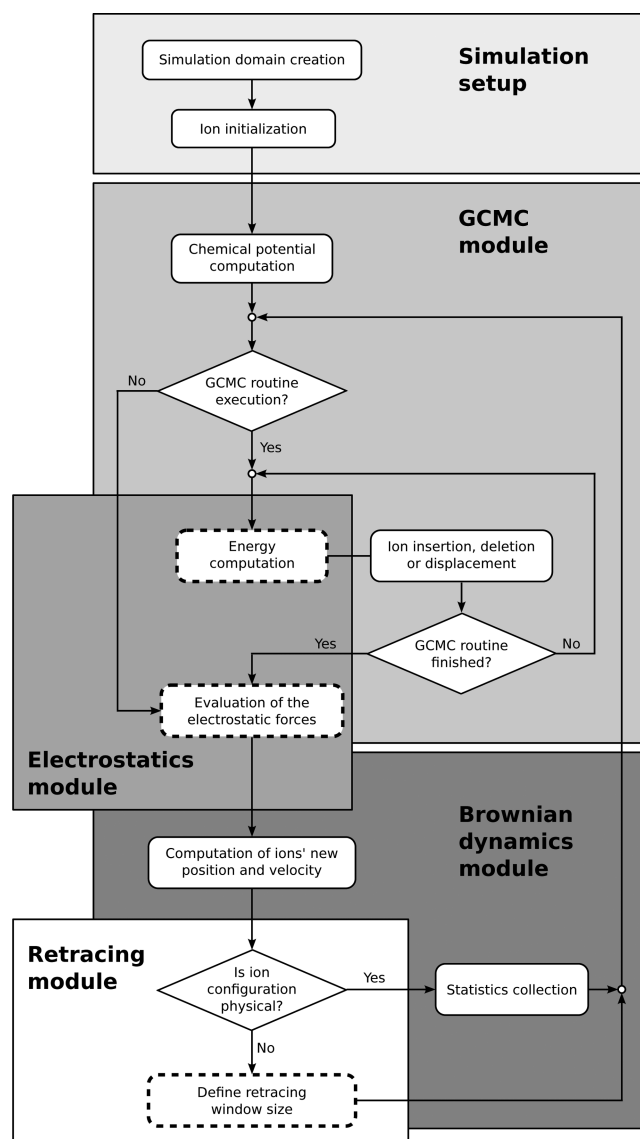 Simulation
setup
Simulation domain creation
Ion initialization
GCMC
module
Chemical potential
computation
No
GCMC routine
execution?
Yes
Energy
computation
Ion insertion, deletion
or displacement
Yes
GCMC routine
finished?
No
Evaluation of the
electrostatic forces
Electrostatics
module
Brownian
dynamics
module
Computation of ions' new
position and velocity
Retracing
module
Is ion
configuration
physical?
Yes
Statistics collection
No
Define retracing
window size